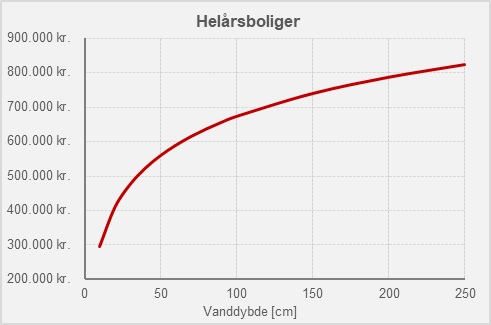 Helårsboliger
900.000 kr.
800.000 kr.
700.000 kr.
600.000 kr.
500.000 kr.
400.000 kr.
300.000 kr.
200.000 kr.
0 50 100 150 200 250
Vanddybde [cm]